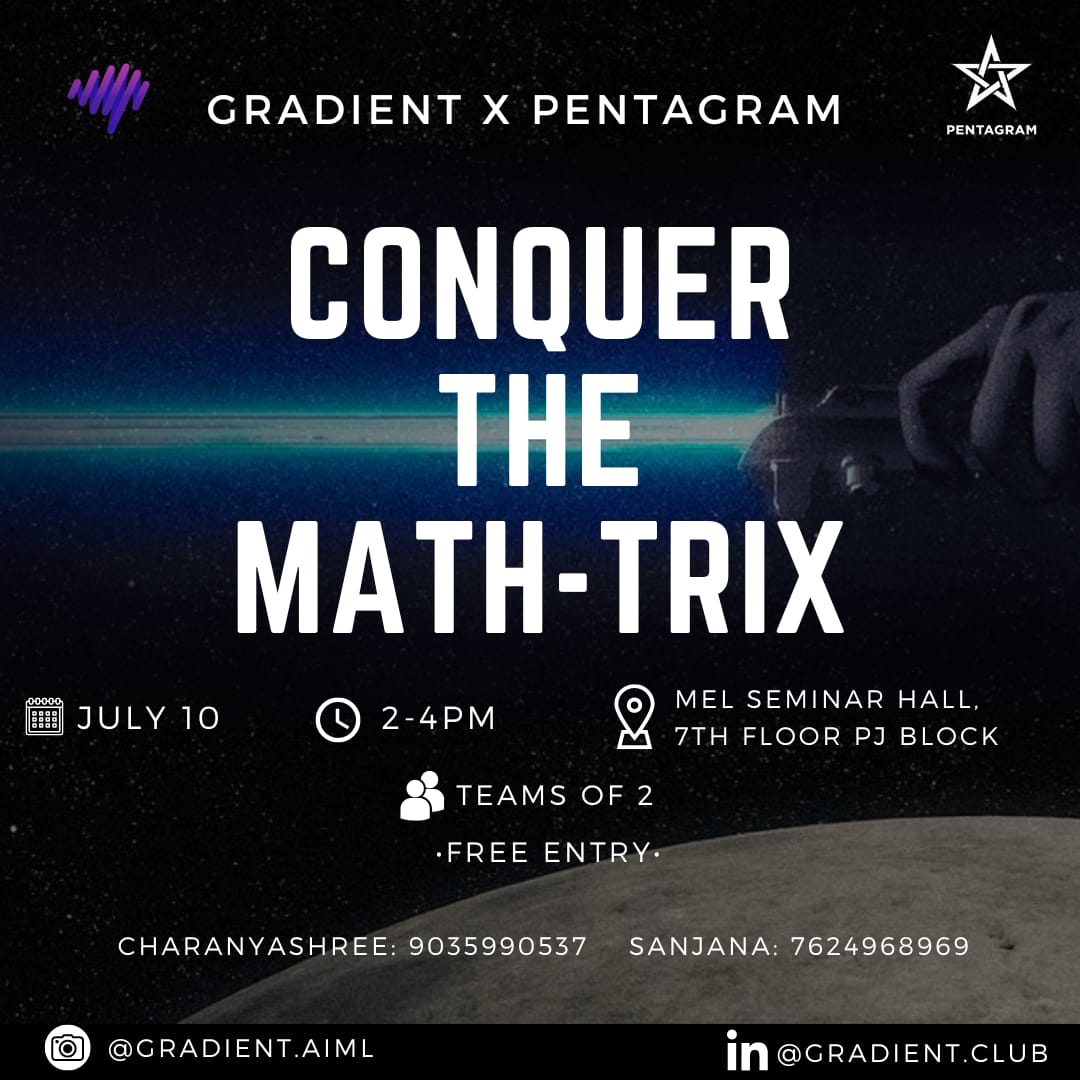 GRADIENT X PENTAGRAM
PENTAGRAM
CONQUER
THE
MATH-TRIX
JULY 10
2-4PM
MEL SEMINAR HALL,
7TH FLOOR PJ BLOCK
TEAMS OF 2
•FREE ENTRY•
CHARANYASHREE: 9035990537
SANJANA: 7624968969
@GRADIENT.AIML
in @GRADIENT.CLUB